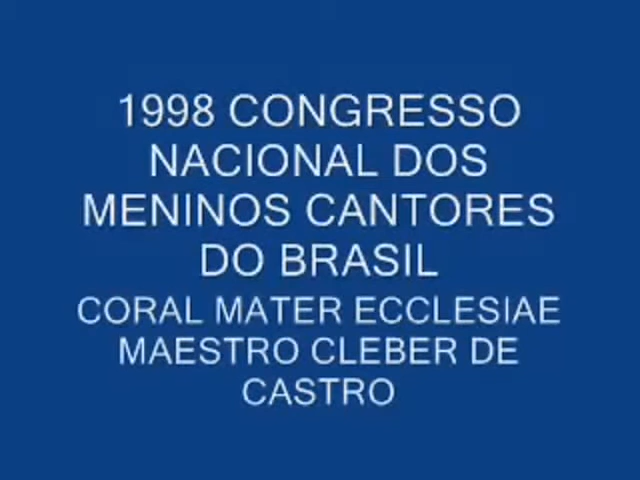 1998 CONGRESSO
NACIONAL DOS
MENINOS CANTORES
DO BRASIL
CORAL MATER ECCLESIAE
MAESTRO CLEBER DE
CASTRO